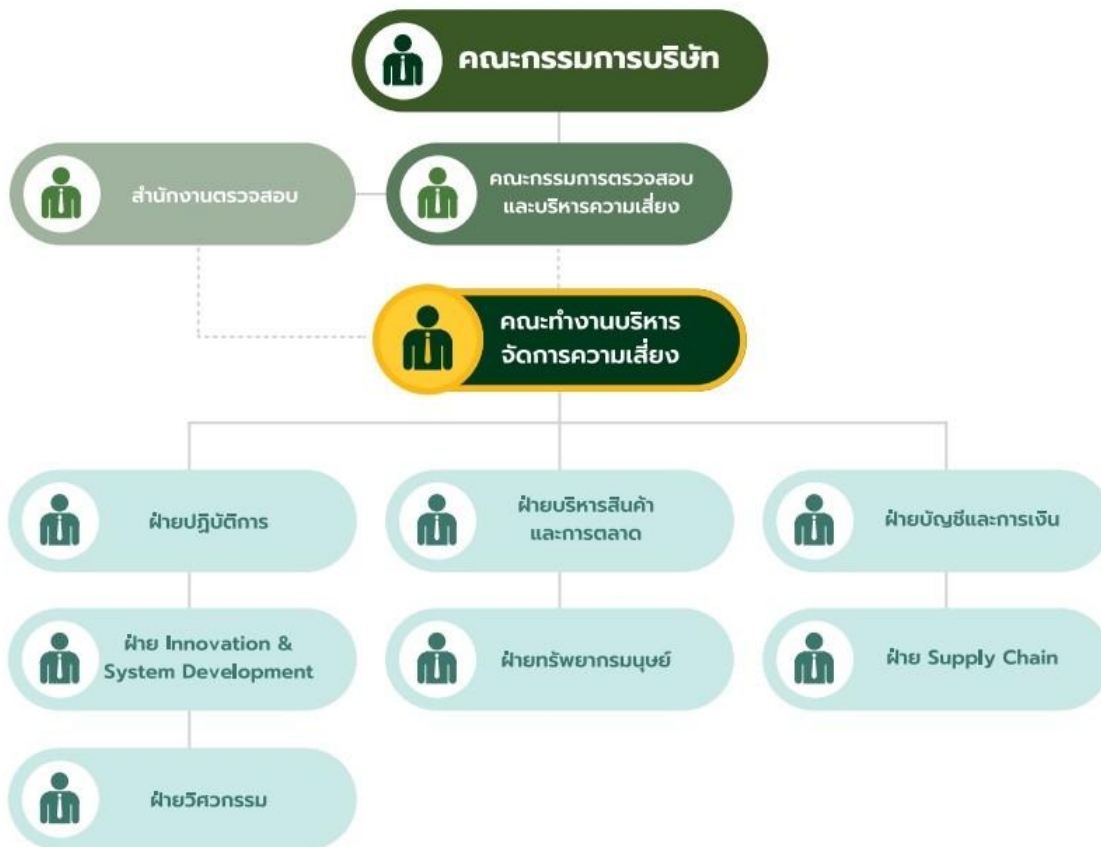 คณะกรรมการบริษัท
สำนักงานตรวจสอบ
คณะกรรมการตรวจสอบ
และบริหารความเสี่ยง
คณะทำงานบริหาร
จัดการความเสี่ยง
ฝ่ายปฏิบัติการ
ฝ่ายบริหารสินค้า
และการตลาด
ฝ่ายบัญชีและการเงิน
ฝ่าย Innovation &
System Development
ฝ่ายทรัพยากรมนุษย์
ฝ่าย Supply Chain
ฝ่ายวิศวกรรม